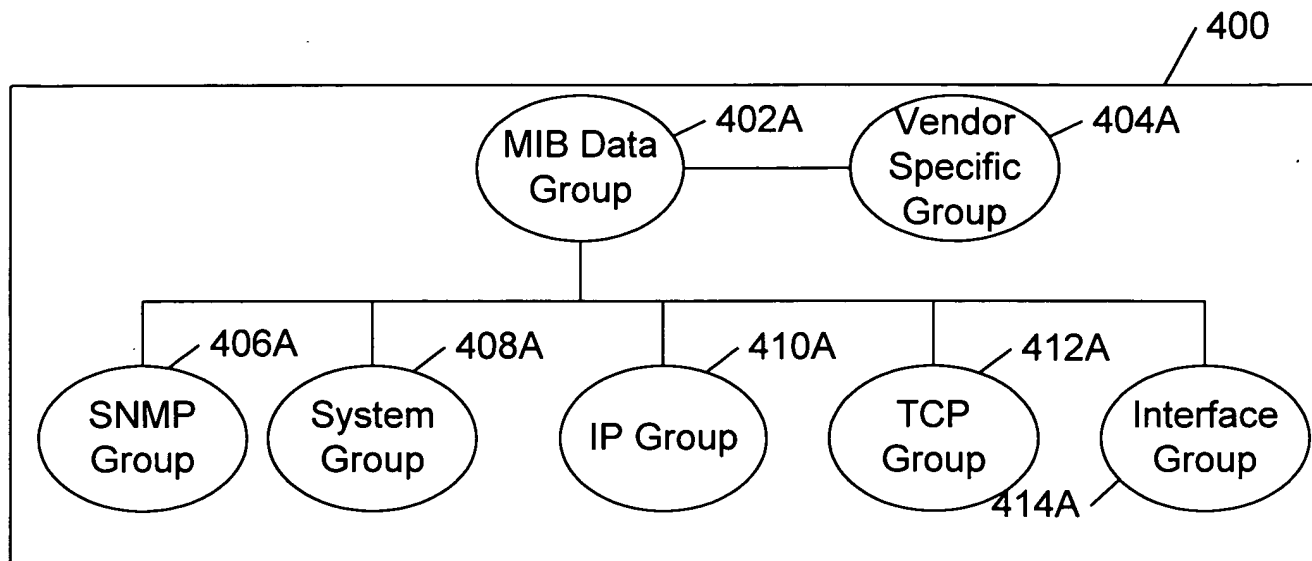 400
MIB Data
Group
402A
Vendor
Specific
Group
404A
406A
408A
410A
412A
SNMP
Group
System
Group
IP Group
TCP
Group
Interface
Group
414A